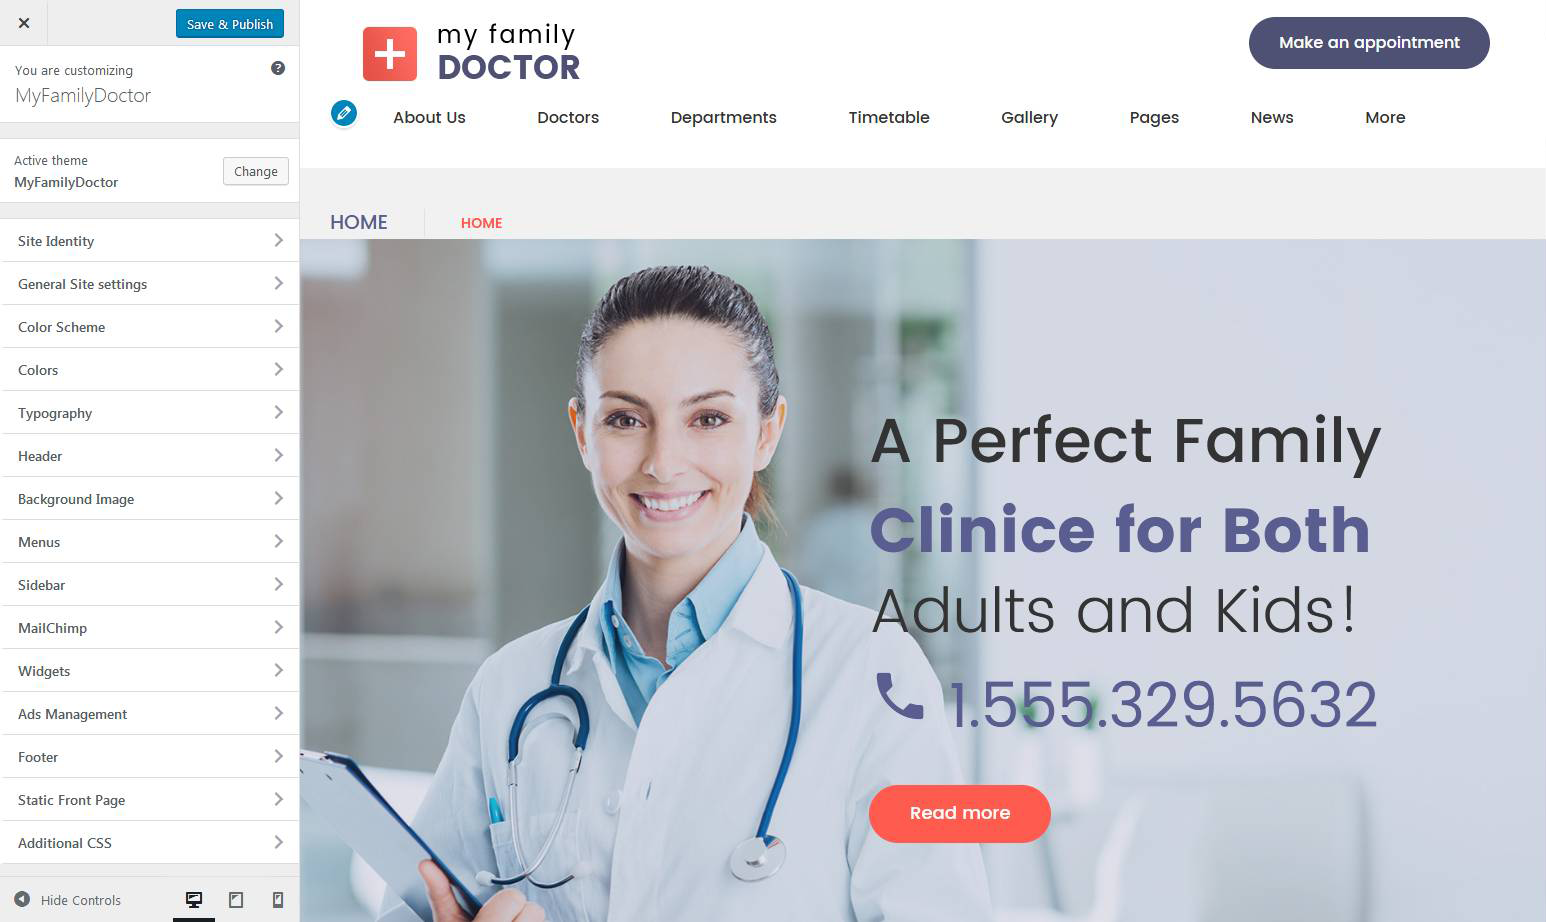 Save & Publish
You are customizing
MyFamilyDoctor
Active theme
MyFamilyDoctor
Change
Site Identity
General Site settings
Color Scheme
Colors
Typography
Header
Background Image
Menus
Sidebar
MailChimp
Widgets
Ads Management
Footer
Static Front Page
Additional CSS
Hide Controls
my family
DOCTOR
Make an appointment
About Us Doctors Departments Timetable Gallery Pages News More
HOME HOME
A Perfect Family
Clinice for Both
Adults and Kids!
1.555.329.5632
Read more